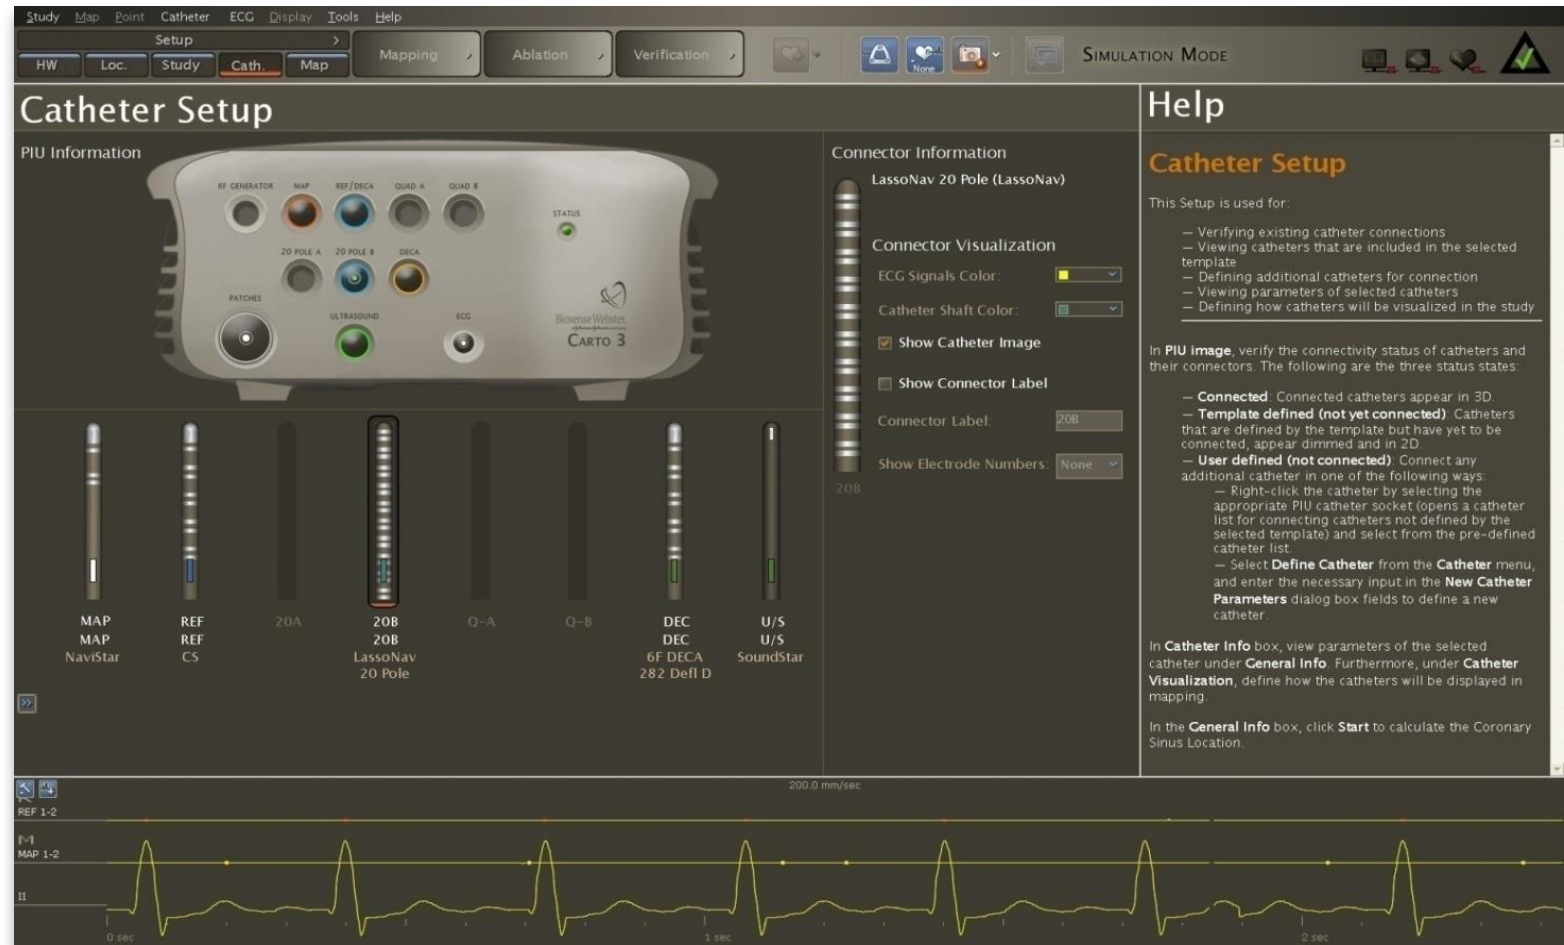 Study Map Point Catheter ECG Display Tools Help
Setup >
HW Loc. Study Cath. Map
Mapping
Ablation
Verification
None
SIMULATION MODE
Catheter Setup
PIU Information
RF GENERATOR MAP REF/DECA QUAD A QUAD B
STATUS
20 POLE A 20 POLE B DECA
PATCHES
ULTRASOUND
ECG
Biosense Webster
CARTO 3
MAP REF 20A 20B Q-A Q-B DEC U/S
MAP REF 20B DEC U/S
NaviStar CS LassoNav 6F DECA SoundStar
20 Pole 282 Defl D
>>
Connector Information
LassoNav 20 Pole (LassoNav)
Connector Visualization
ECG Signals Color:
Catheter Shaft Color:
Show Catheter Image
Show Connector Label
Connector Label: 20B
Show Electrode Numbers: None
20B
Help
Catheter Setup
This Setup is used for:
— Verifying existing catheter connections
— Viewing catheters that are included in the selected
template
— Defining additional catheters for connection
— Viewing parameters of selected catheters
— Defining how catheters will be visualized in the study
In PIU image, verify the connectivity status of catheters and
their connectors. The following are the three status states:
— Connected: Connected catheters appear in 3D.
— Template defined (not yet connected): Catheters
that are defined by the template but have yet to be
connected, appear dimmed and in 2D.
— User defined (not connected): Connect any
additional catheter in one of the following ways:
— Right-click the catheter by selecting the
appropriate PIU catheter socket (opens a catheter
list for connecting catheters not defined by the
selected template) and select from the pre-defined
catheter list.
— Select Define Catheter from the Catheter menu,
and enter the necessary input in the New Catheter
Parameters dialog box fields to define a new
catheter.
In Catheter Info box, view parameters of the selected
catheter under General Info. Furthermore, under Catheter
Visualization, define how the catheters will be displayed in
mapping.
In the General Info box, click Start to calculate the Coronary
Sinus Location.
200.0 mm/sec
R
REF 1-2
M
MAP 1-2
II
0 sec 1 sec 2 sec